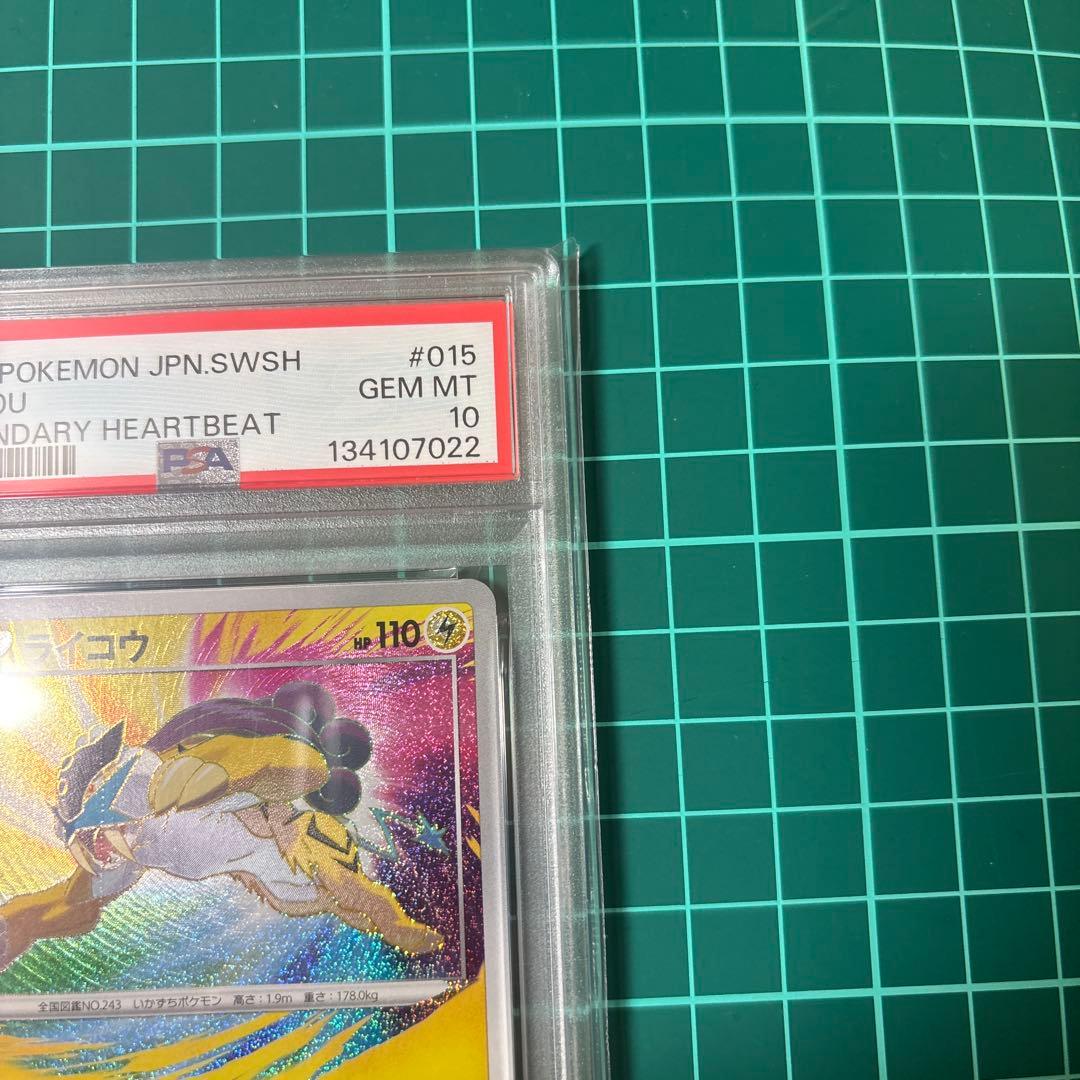 POKEMON JPN.SWSH #015
OU GEM MT
NDARY HEARTBEAT 10
PSA 134107022
ライコウ HP 110
全国図鑑NO.243 いかずちポケモン 高さ:1.9m 重さ:178.0kg